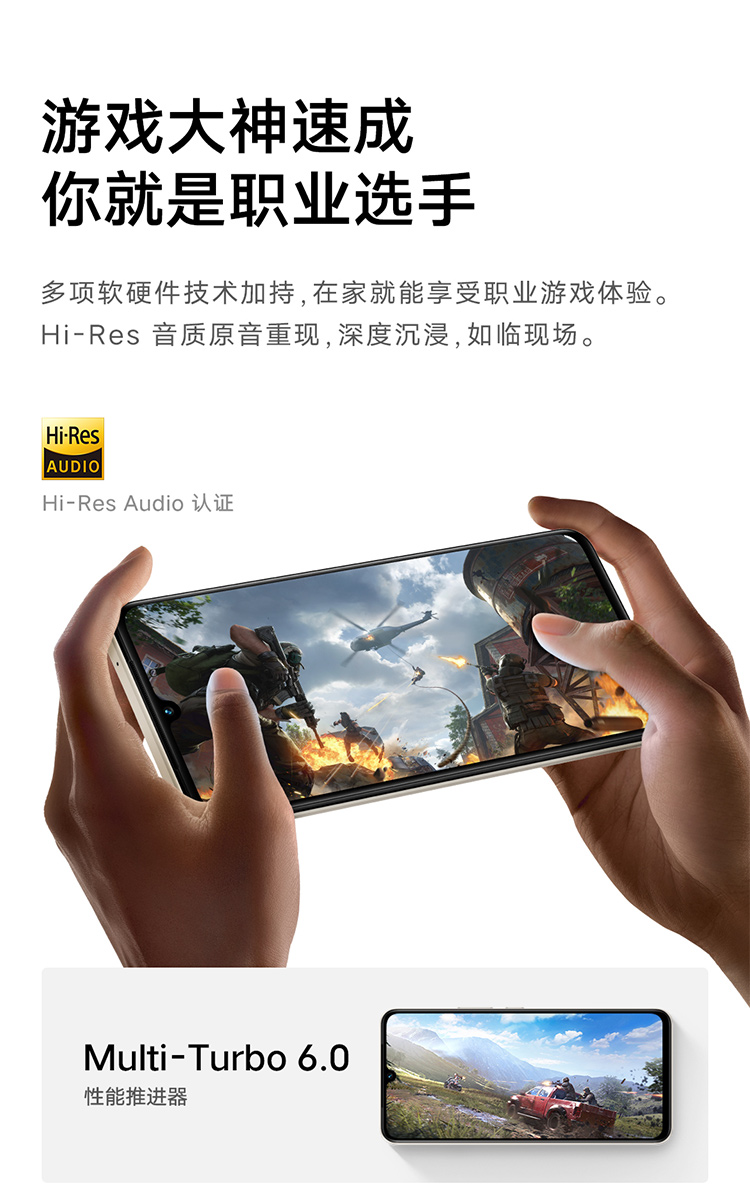 游戏大神速成
你就是职业选手
多项软硬件技术加持,在家就能享受职业游戏体验。
Hi-Res 音质原音重现,深度沉浸,如临现场。
Hi-Res
AUDIO
Hi-Res Audio 认证
Multi-Turbo 6.0
性能推进器